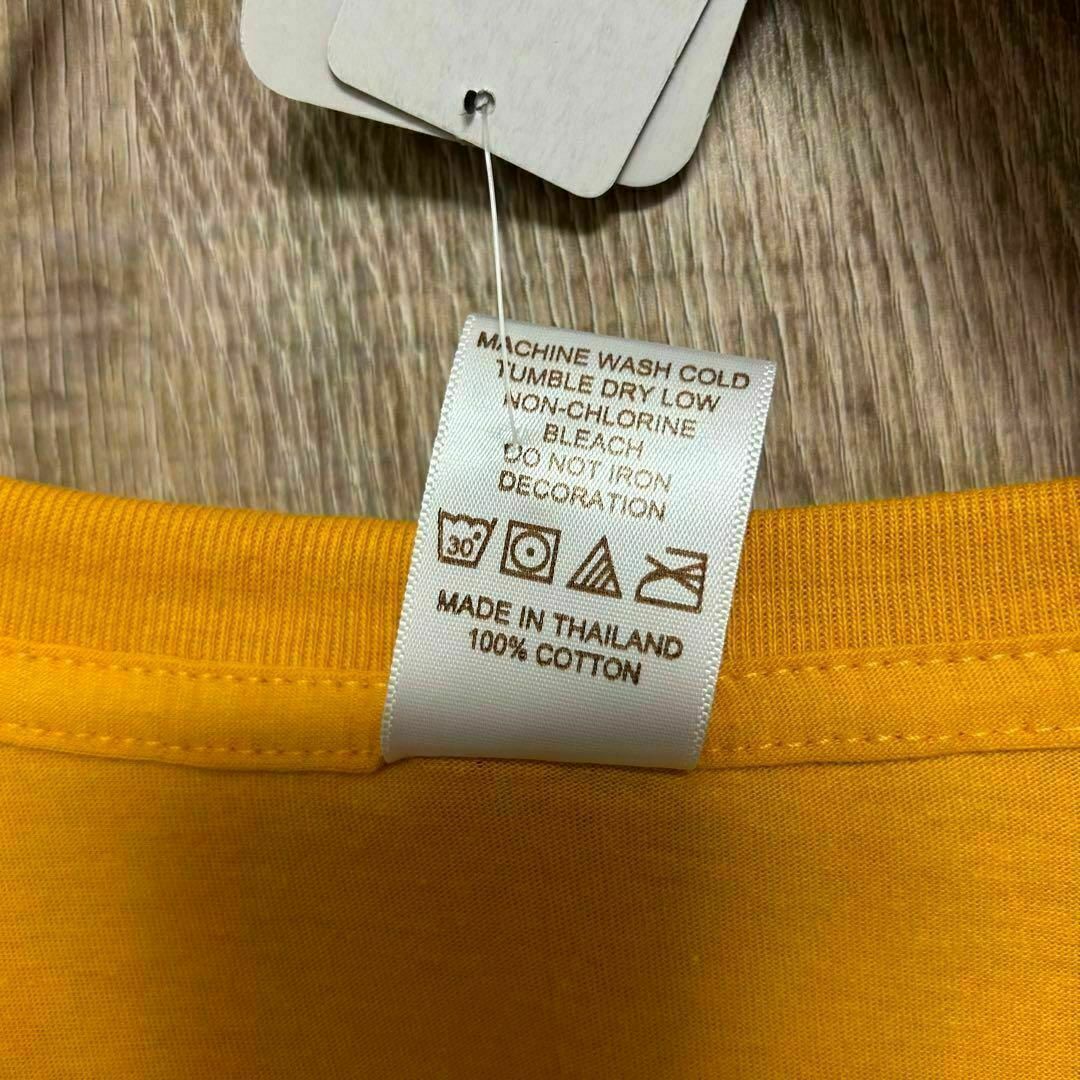 MACHINE WASH COLD
TUMBLE DRY LOW
NON-CHLORINE
BLEACH
DO NOT IRON
DECORATION
30°
MADE IN THAILAND
100% COTTON